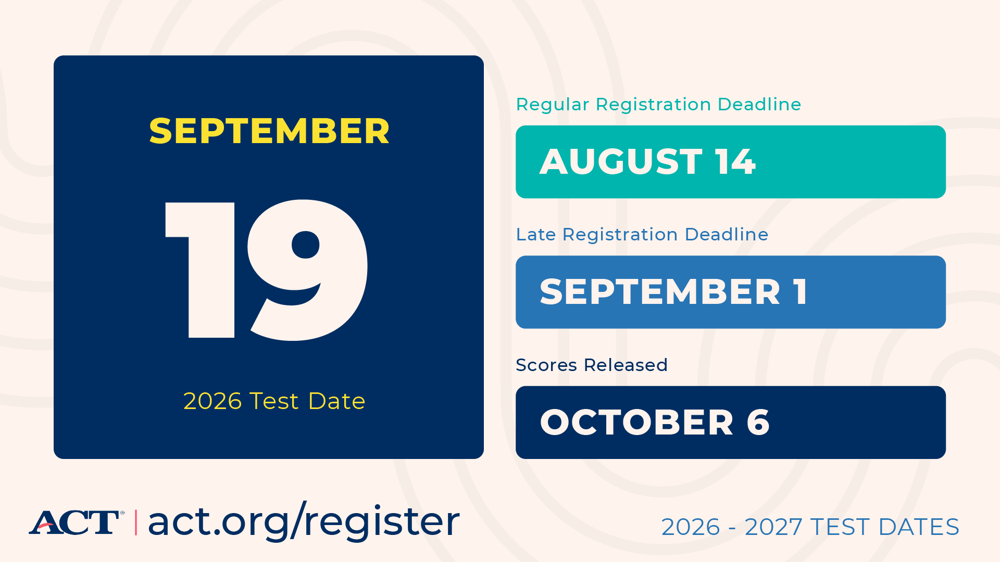 SEPTEMBER
19
2026 Test Date
Regular Registration Deadline
AUGUST 14
Late Registration Deadline
SEPTEMBER 1
Scores Released
OCTOBER 6
ACT® | act.org/register
2026 - 2027 TEST DATES